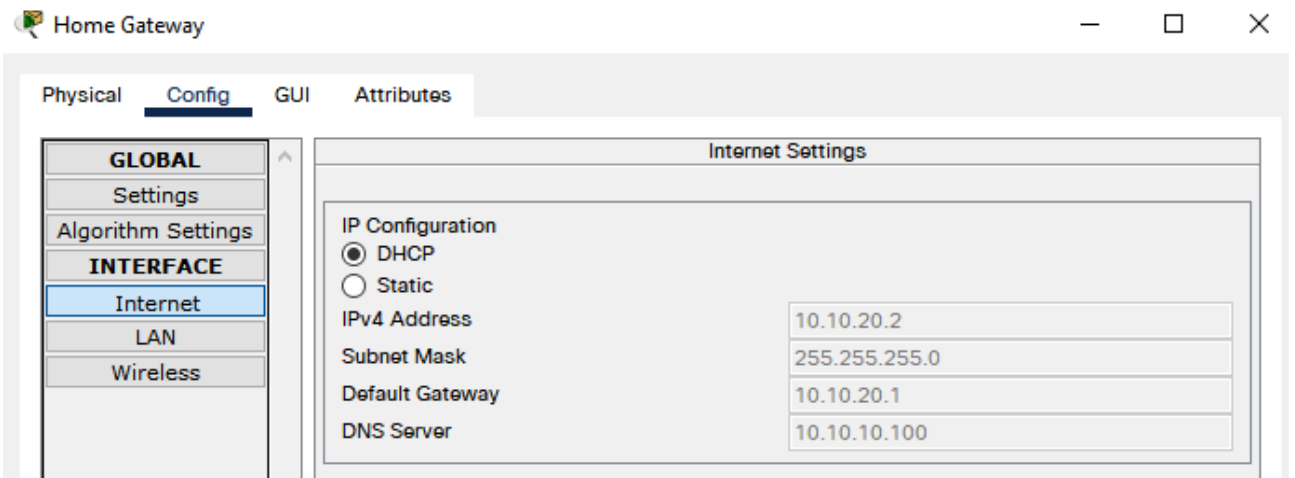 Home Gateway
Physical Config GUI Attributes
GLOBAL
Settings
Algorithm Settings
INTERFACE
Internet
LAN
Wireless
Internet Settings
IP Configuration
DHCP
Static
IPv4 Address 10.10.20.2
Subnet Mask 255.255.255.0
Default Gateway 10.10.20.1
DNS Server 10.10.10.100